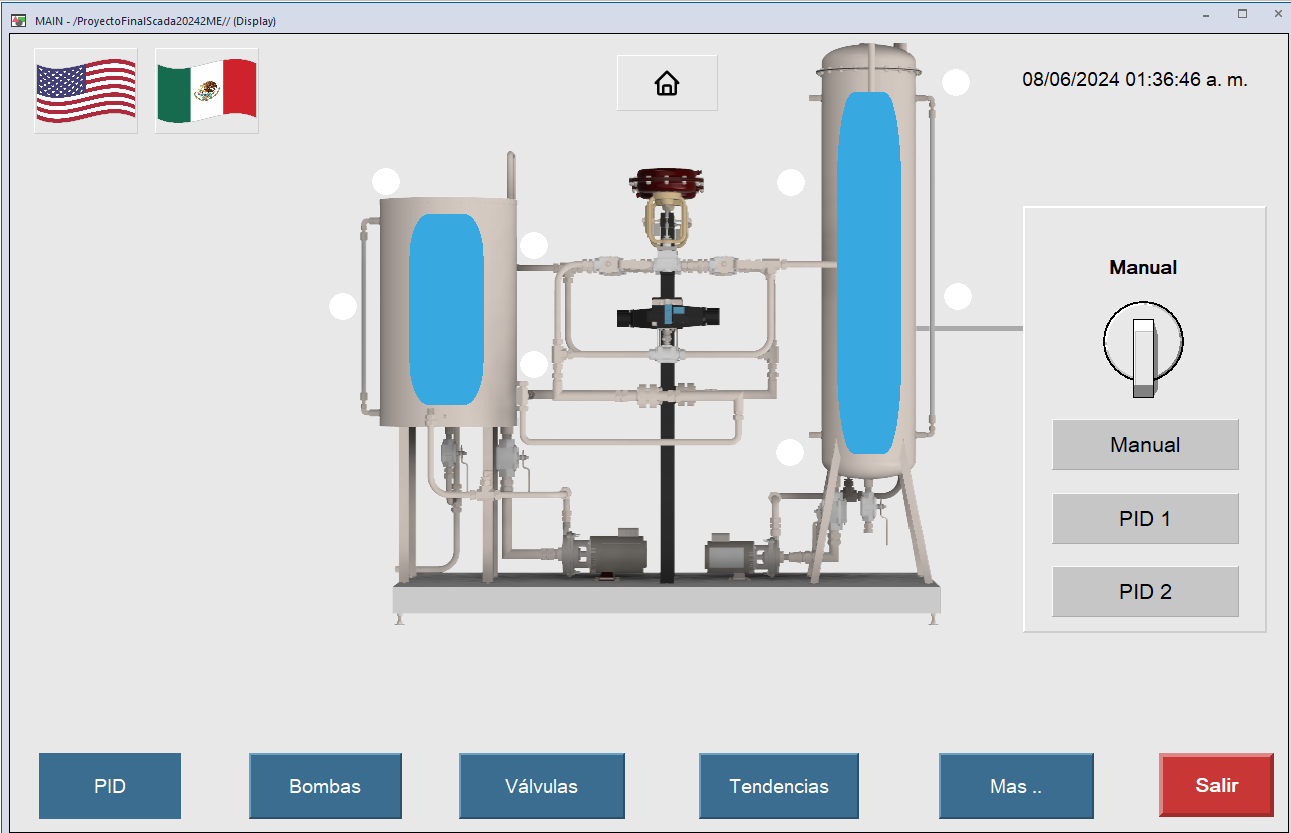 MAIN - /ProyectoFinalScada20242ME// (Display)
08/06/2024 01:36:46 a. m.
Manual
Manual
PID 1
PID 2
PID
Bombas
Válvulas
Tendencias
Mas ..
Salir